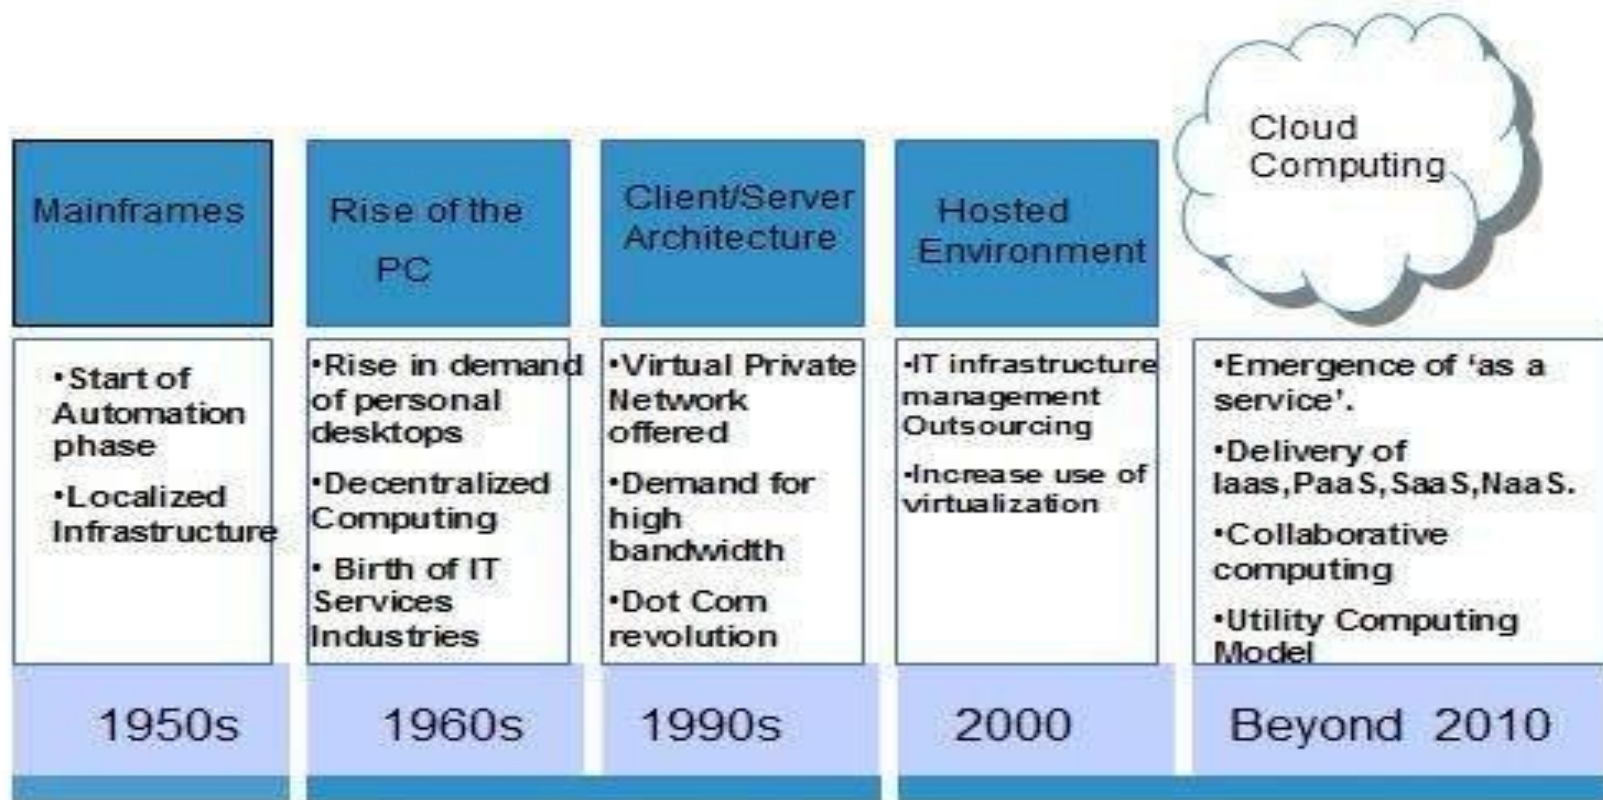 Mainframes
•Start of
Automation
phase
•Localized
Infrastructure
1950s
Rise of the
PC
•Rise in demand
of personal
desktops
•Decentralized
Computing
• Birth of IT
Services
Industries
1960s
Client/Server
Architecture
•Virtual Private
Network
offered
•Demand for
high
bandwidth
•Dot Com
revolution
1990s
Hosted
Environment
•IT infrastructure
management
Outsourcing
•Increase use of
virtualization
2000
Cloud
Computing
•Emergence of ‘as a
service’.
•Delivery of
Iaas,PaaS,SaaS,NaaS.
•Collaborative
computing
•Utility Computing
Model
Beyond 2010